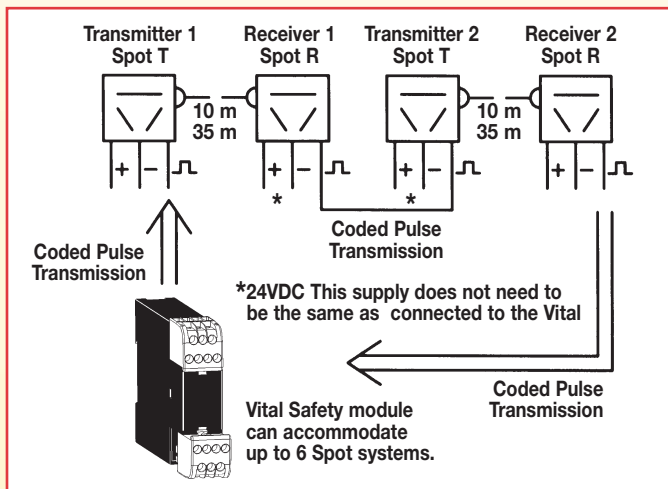 Transmitter 1
Spot T
Receiver 1
Spot R
Transmitter 2
Spot T
Receiver 2
Spot R
10 m
35 m
10 m
35 m
+ −
+ −
+ −
+ −
*
*
Coded Pulse
Transmission
Coded Pulse
Transmission
*24VDC This supply does not need to
be the same as connected to the Vital
Coded Pulse
Transmission
Vital Safety module
can accommodate
up to 6 Spot systems.